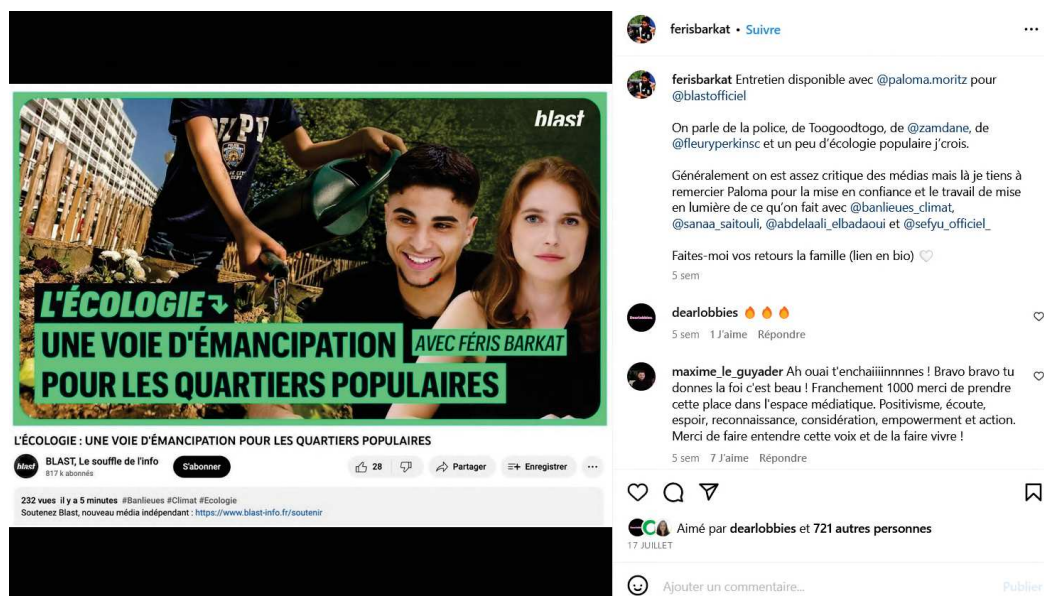 blast
L'ÉCOLOGIE
UNE VOIE D'ÉMANCIPATION AVEC FÉRIS BARKAT
POUR LES QUARTIERS POPULAIRES
L'ÉCOLOGIE : UNE VOIE D'ÉMANCIPATION POUR LES QUARTIERS POPULAIRES
blast
BLAST, Le souffle de l'info
817 k abonnés
S'abonner
28
Partager
Enregistrer
232 vues il y a 5 minutes #Banlieues #Climat #Ecologie
Soutenez Blast, nouveau média indépendant : https://www.blast-info.fr/soutenir
ferisbarkat • Suivre
ferisbarkat Entretien disponible avec @paloma.moritz pour
@blastofficiel
On parle de la police, de Toogoodtogo, de @zamdane, de
@fleuryperkinsc et un peu d'écologie populaire j'crois.
Généralement on est assez critique des médias mais là je tiens à
remercier Paloma pour la mise en confiance et le travail de mise
en lumière de ce qu'on fait avec @banlieues_climat,
@sanaa_saitouli, @abdelaali_elbadaoui et @sefyu_officiel_
Faites-moi vos retours la famille (lien en bio) 🤍
5 sem
dearlobbies 🔥🔥🔥
5 sem 1 J'aime Répondre
maxime_le_guyader Ah ouai t'enchaiiiinnnnes ! Bravo bravo tu
donnes la foi c'est beau ! Franchement 1000 merci de prendre
cette place dans l'espace médiatique. Positivisme, écoute,
espoir, reconnaissance, considération, empowerment et action.
Merci de faire entendre cette voix et de la faire vivre !
5 sem 7 J'aime Répondre
Aimé par dearlobbies et 721 autres personnes
17 JUILLET
Ajouter un commentaire...
Publier